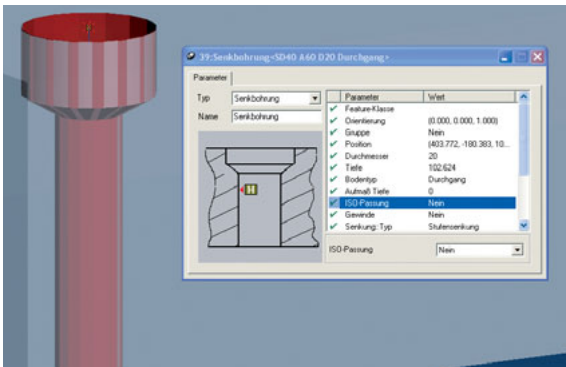 39:Senkbohrung<SD40 A60 D20 Durchgang>
Parameter
Typ Senkbohrung
Name Senkbohrung
Parameter Wert
Feature-Klasse
Orientierung (0.000, 0.000, 1.000)
Gruppe Nein
Position (403.772, -180.383, 10...
Durchmesser 20
Tiefe 102.624
Bodentyp Durchgang
Aufmaß Tiefe 0
ISO-Passung Nein
Gewinde Nein
Senkung: Typ Stufensenkung
H
ISO-Passung Nein